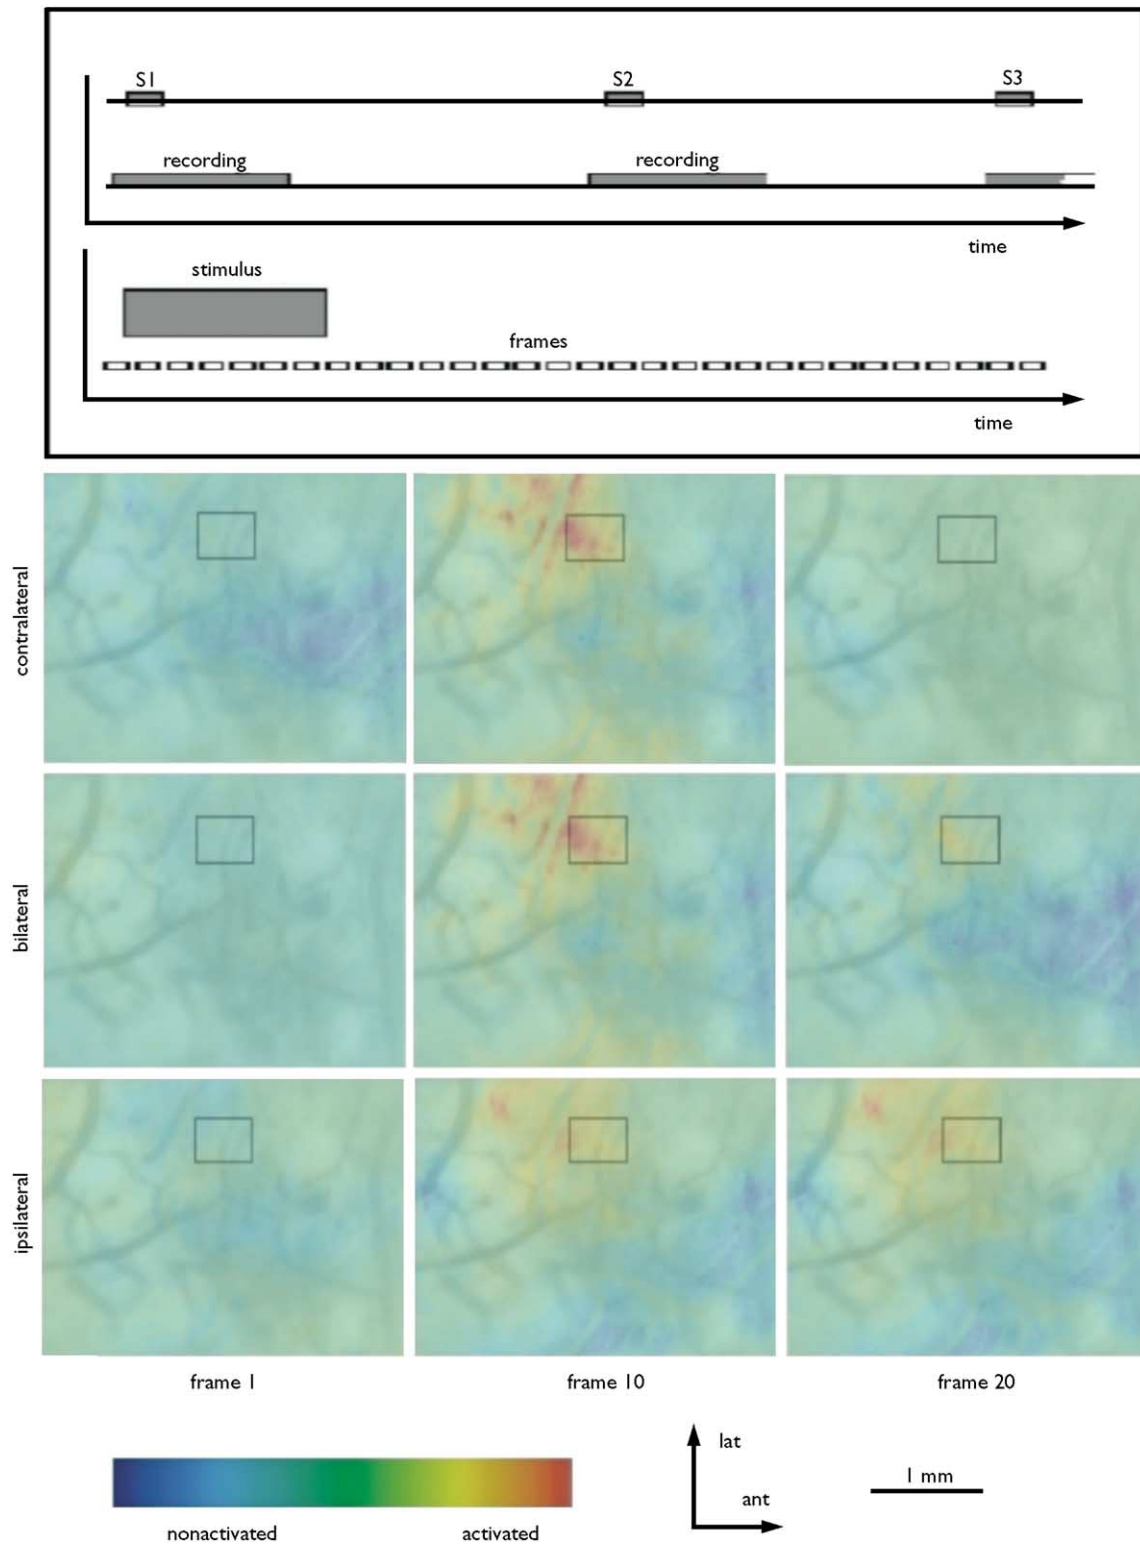 S1 S2 S3
recording recording
time
stimulus
frames
time
contralateral
bilateral
ipsilateral
frame 1 frame 10 frame 20
lat
ant
1 mm
nonactivated activated